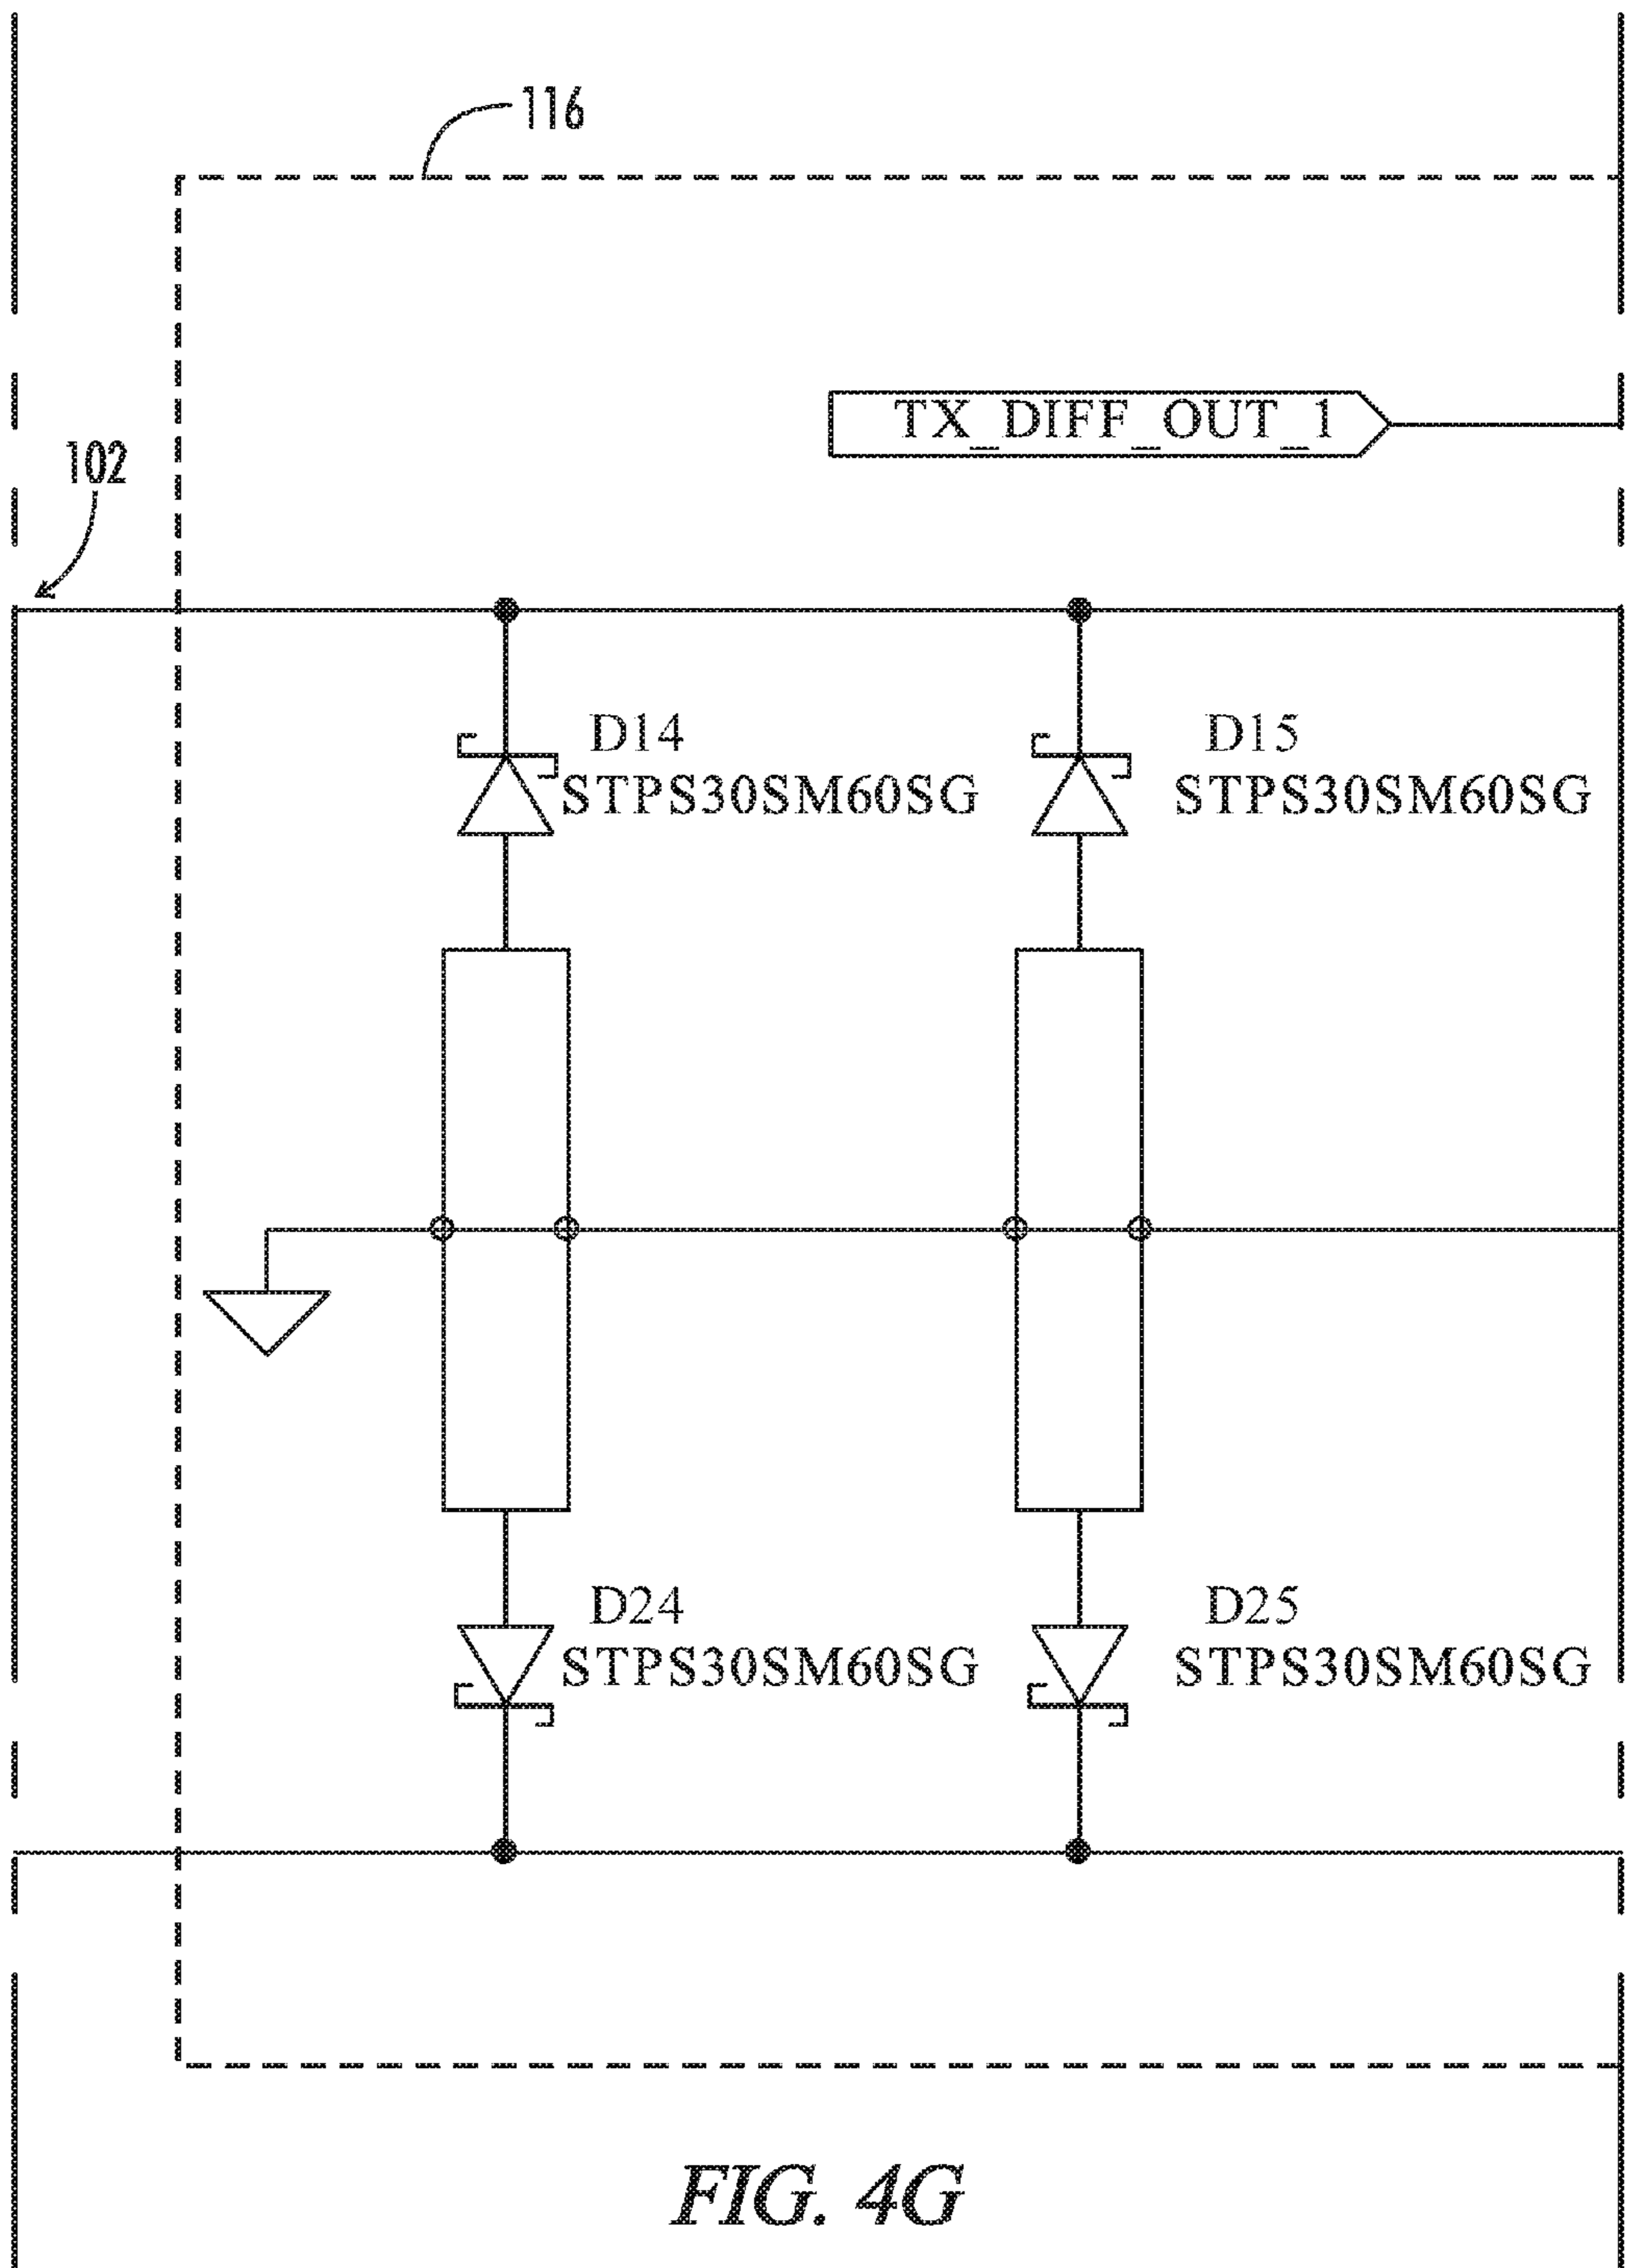 116
TX_DIFF_OUT_1
102
D14
STPS30SM60SG
D15
STPS30SM60SG
D24
STPS30SM60SG
D25
STPS30SM60SG
FIG. 4G